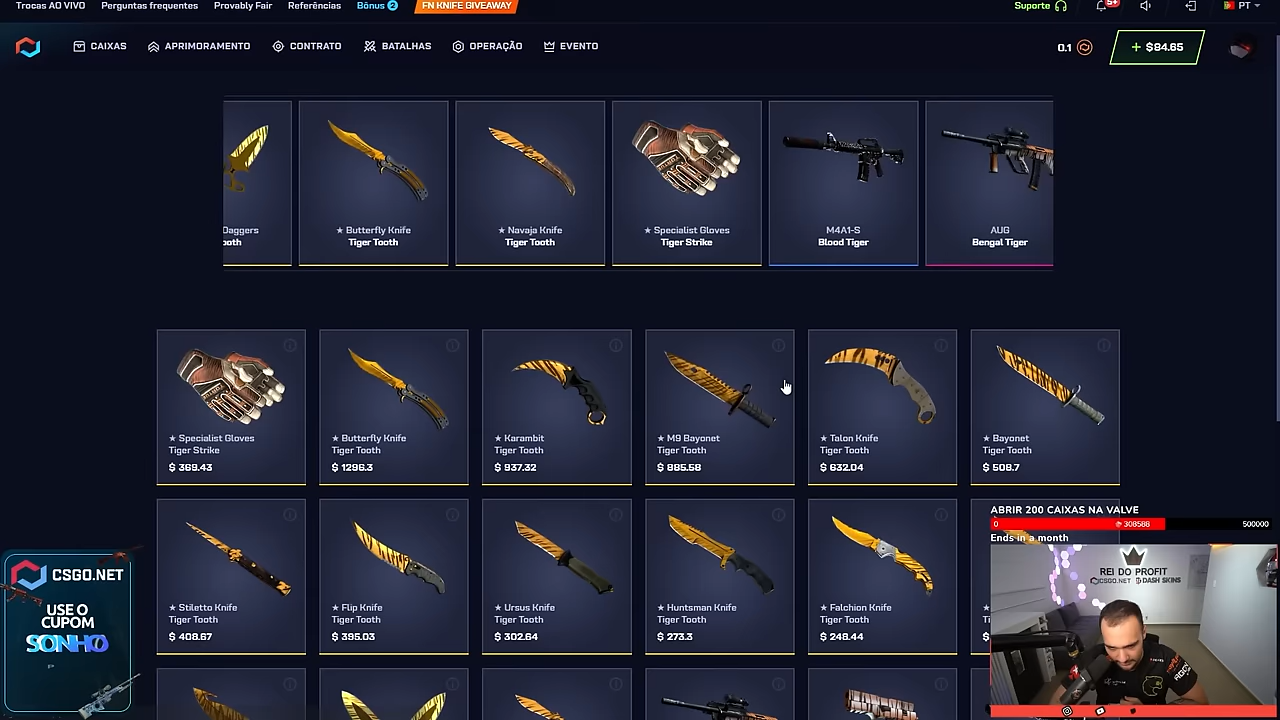 Trocas AO VIVO Perguntas frequentes Provably Fair Referências Bônus 2 FN KNIFE GIVEAWAY Suporte 5+ PT
CAIXAS APRIMORAMENTO CONTRATO BATALHAS OPERAÇÃO EVENTO 0.1 + $84.65
Daggers ★ Butterfly Knife ★ Navaja Knife ★ Specialist Gloves M4A1-S AUG
ooth Tiger Tooth Tiger Tooth Tiger Strike Blood Tiger Bengal Tiger
★ Specialist Gloves ★ Butterfly Knife ★ Karambit ★ M9 Bayonet ★ Talon Knife ★ Bayonet
Tiger Strike Tiger Tooth Tiger Tooth Tiger Tooth Tiger Tooth Tiger Tooth
$ 369.43 $ 1296.3 $ 937.32 $ 885.58 $ 632.04 $ 508.7
ABRIR 200 CAIXAS NA VALVE
0 308588 500000
Ends in a month
REI DO PROFIT
CSGO.NET DASH SKINS
CSGO.NET
USE O
CUPOM
SONHO
★ Stiletto Knife ★ Flip Knife ★ Ursus Knife ★ Huntsman Knife ★ Falchion Knife ★
Tiger Tooth Tiger Tooth Tiger Tooth Tiger Tooth Tiger Tooth
$ 408.67 $ 395.03 $ 302.64 $ 273.3 $ 248.44 $